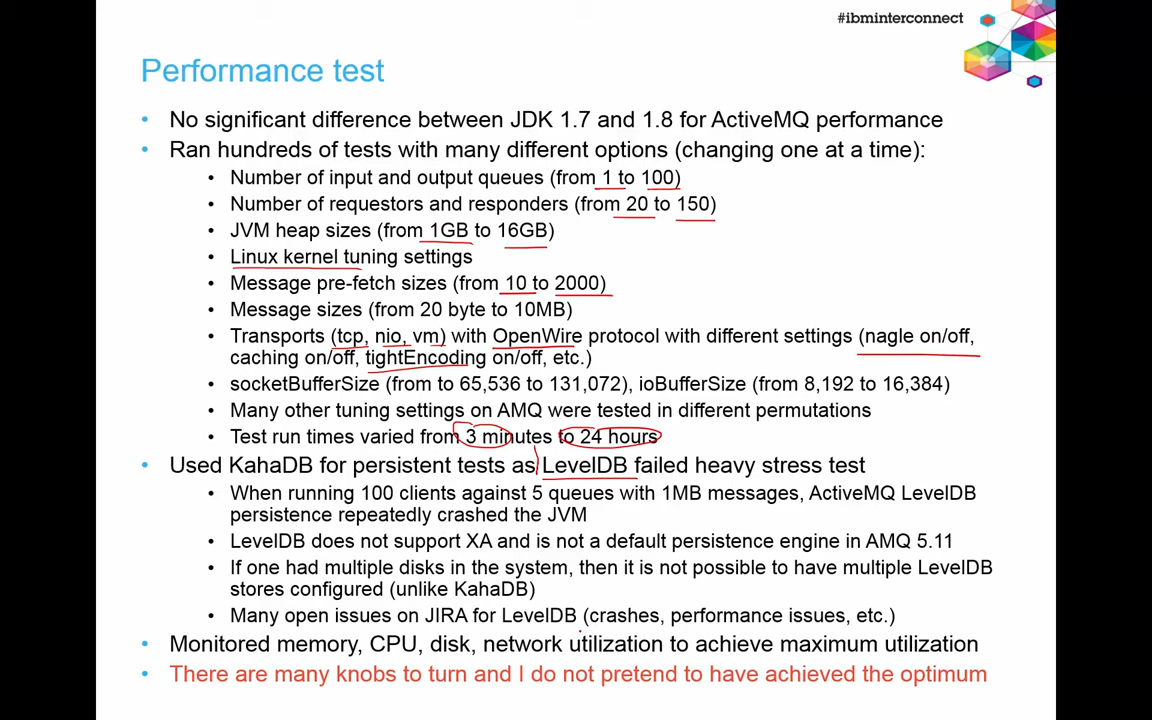 #ibminterconnect
Performance test
• No significant difference between JDK 1.7 and 1.8 for ActiveMQ performance
• Ran hundreds of tests with many different options (changing one at a time):
• Number of input and output queues (from 1 to 100)
• Number of requestors and responders (from 20 to 150)
• JVM heap sizes (from 1GB to 16GB)
• Linux kernel tuning settings
• Message pre-fetch sizes (from 10 to 2000)
• Message sizes (from 20 byte to 10MB)
• Transports (tcp, nio, vm) with OpenWire protocol with different settings (nagle on/off,
caching on/off, tightEncoding on/off, etc.)
• socketBufferSize (from to 65,536 to 131,072), ioBufferSize (from 8,192 to 16,384)
• Many other tuning settings on AMQ were tested in different permutations
• Test run times varied from 3 minutes to 24 hours
• Used KahaDB for persistent tests as LevelDB failed heavy stress test
• When running 100 clients against 5 queues with 1MB messages, ActiveMQ LevelDB
persistence repeatedly crashed the JVM
• LevelDB does not support XA and is not a default persistence engine in AMQ 5.11
• If one had multiple disks in the system, then it is not possible to have multiple LevelDB
stores configured (unlike KahaDB)
• Many open issues on JIRA for LevelDB (crashes, performance issues, etc.)
• Monitored memory, CPU, disk, network utilization to achieve maximum utilization
• There are many knobs to turn and I do not pretend to have achieved the optimum